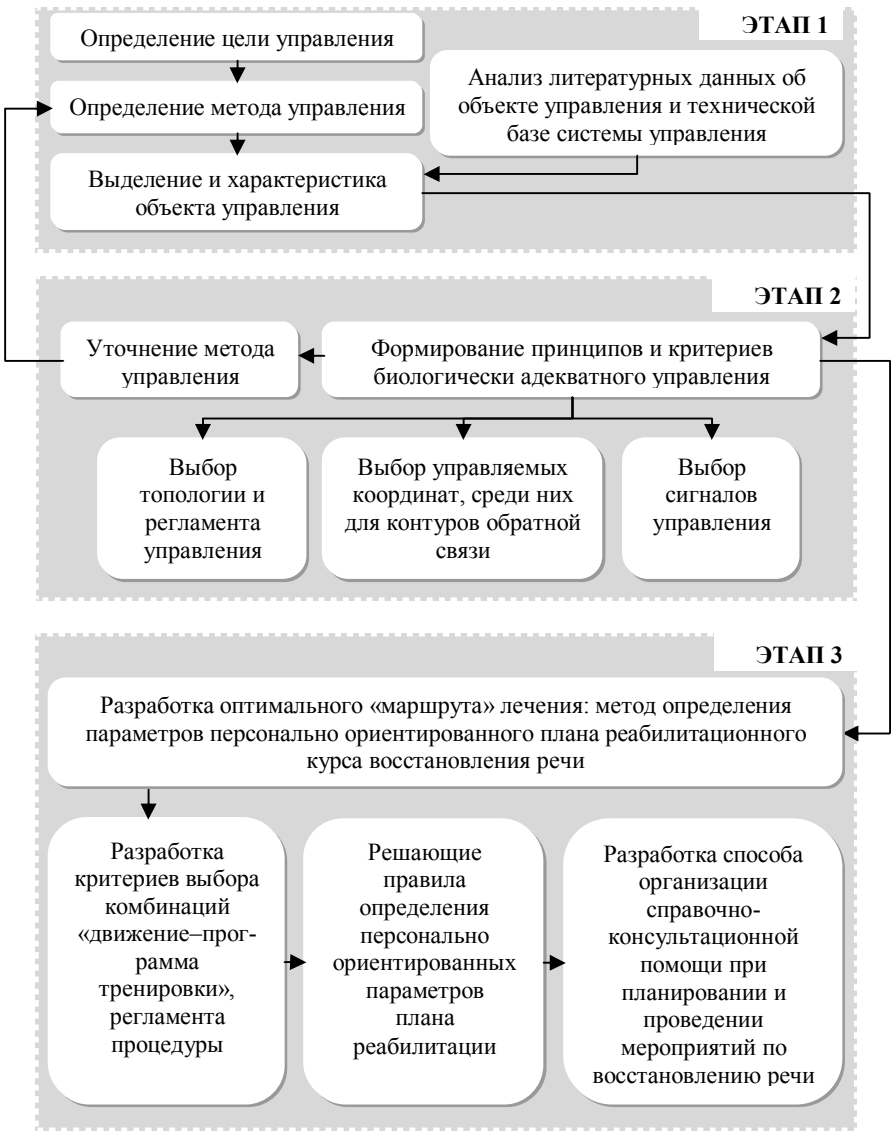 ЭТАП 1
Определение цели управления
Определение метода управления
Анализ литературных данных об
объекте управления и технической
базе системы управления
Выделение и характеристика
объекта управления
ЭТАП 2
Уточнение метода
управления
Формирование принципов и критериев
биологически адекватного управления
Выбор
топологии и
регламента
управления
Выбор управляемых
координат, среди них
для контуров обратной
связи
Выбор
сигналов
управления
ЭТАП 3
Разработка оптимального «маршрута» лечения: метод определения
параметров персонально ориентированного плана реабилитационного
курса восстановления речи
Разработка
критериев выбора
комбинаций
«движение–прог-
рамма
тренировки»,
регламента
процедуры
Решающие
правила
определения
персонально
ориентированных
параметров
плана
реабилитации
Разработка способа
организации
справочно-
консультационной
помощи при
планировании и
проведении
мероприятий по
восстановлению речи